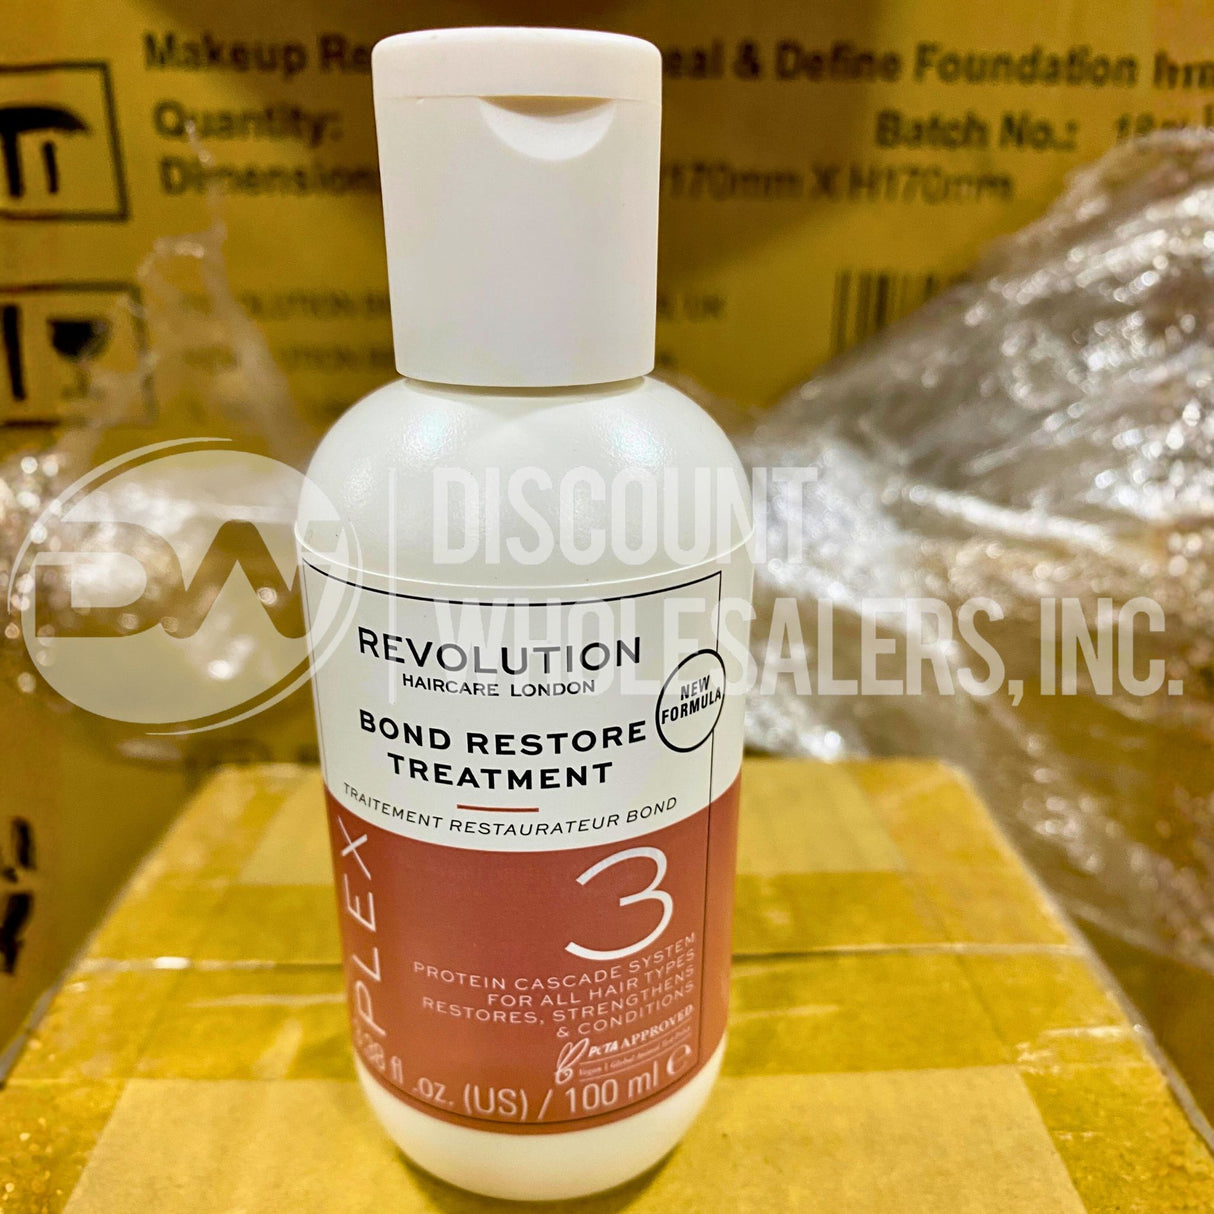 Makeup Re
eal & Define Foundation
Quantity:
Batch No.:
Dimension
170mm X H170mm
DW
DISCOUNT
WHOLESALERS, INC.
REVOLUTION
HAIRCARE LONDON
NEW
FORMULA
BOND RESTORE
TREATMENT
TRAITEMENT RESTAURATEUR BOND
PLEX
3
PROTEIN CASCADE SYSTEM
FOR ALL HAIR TYPES
RESTORES, STRENGTHENS
& CONDITIONS
PeTA APPROVED
fl .oz. (US) / 100 ml ℮